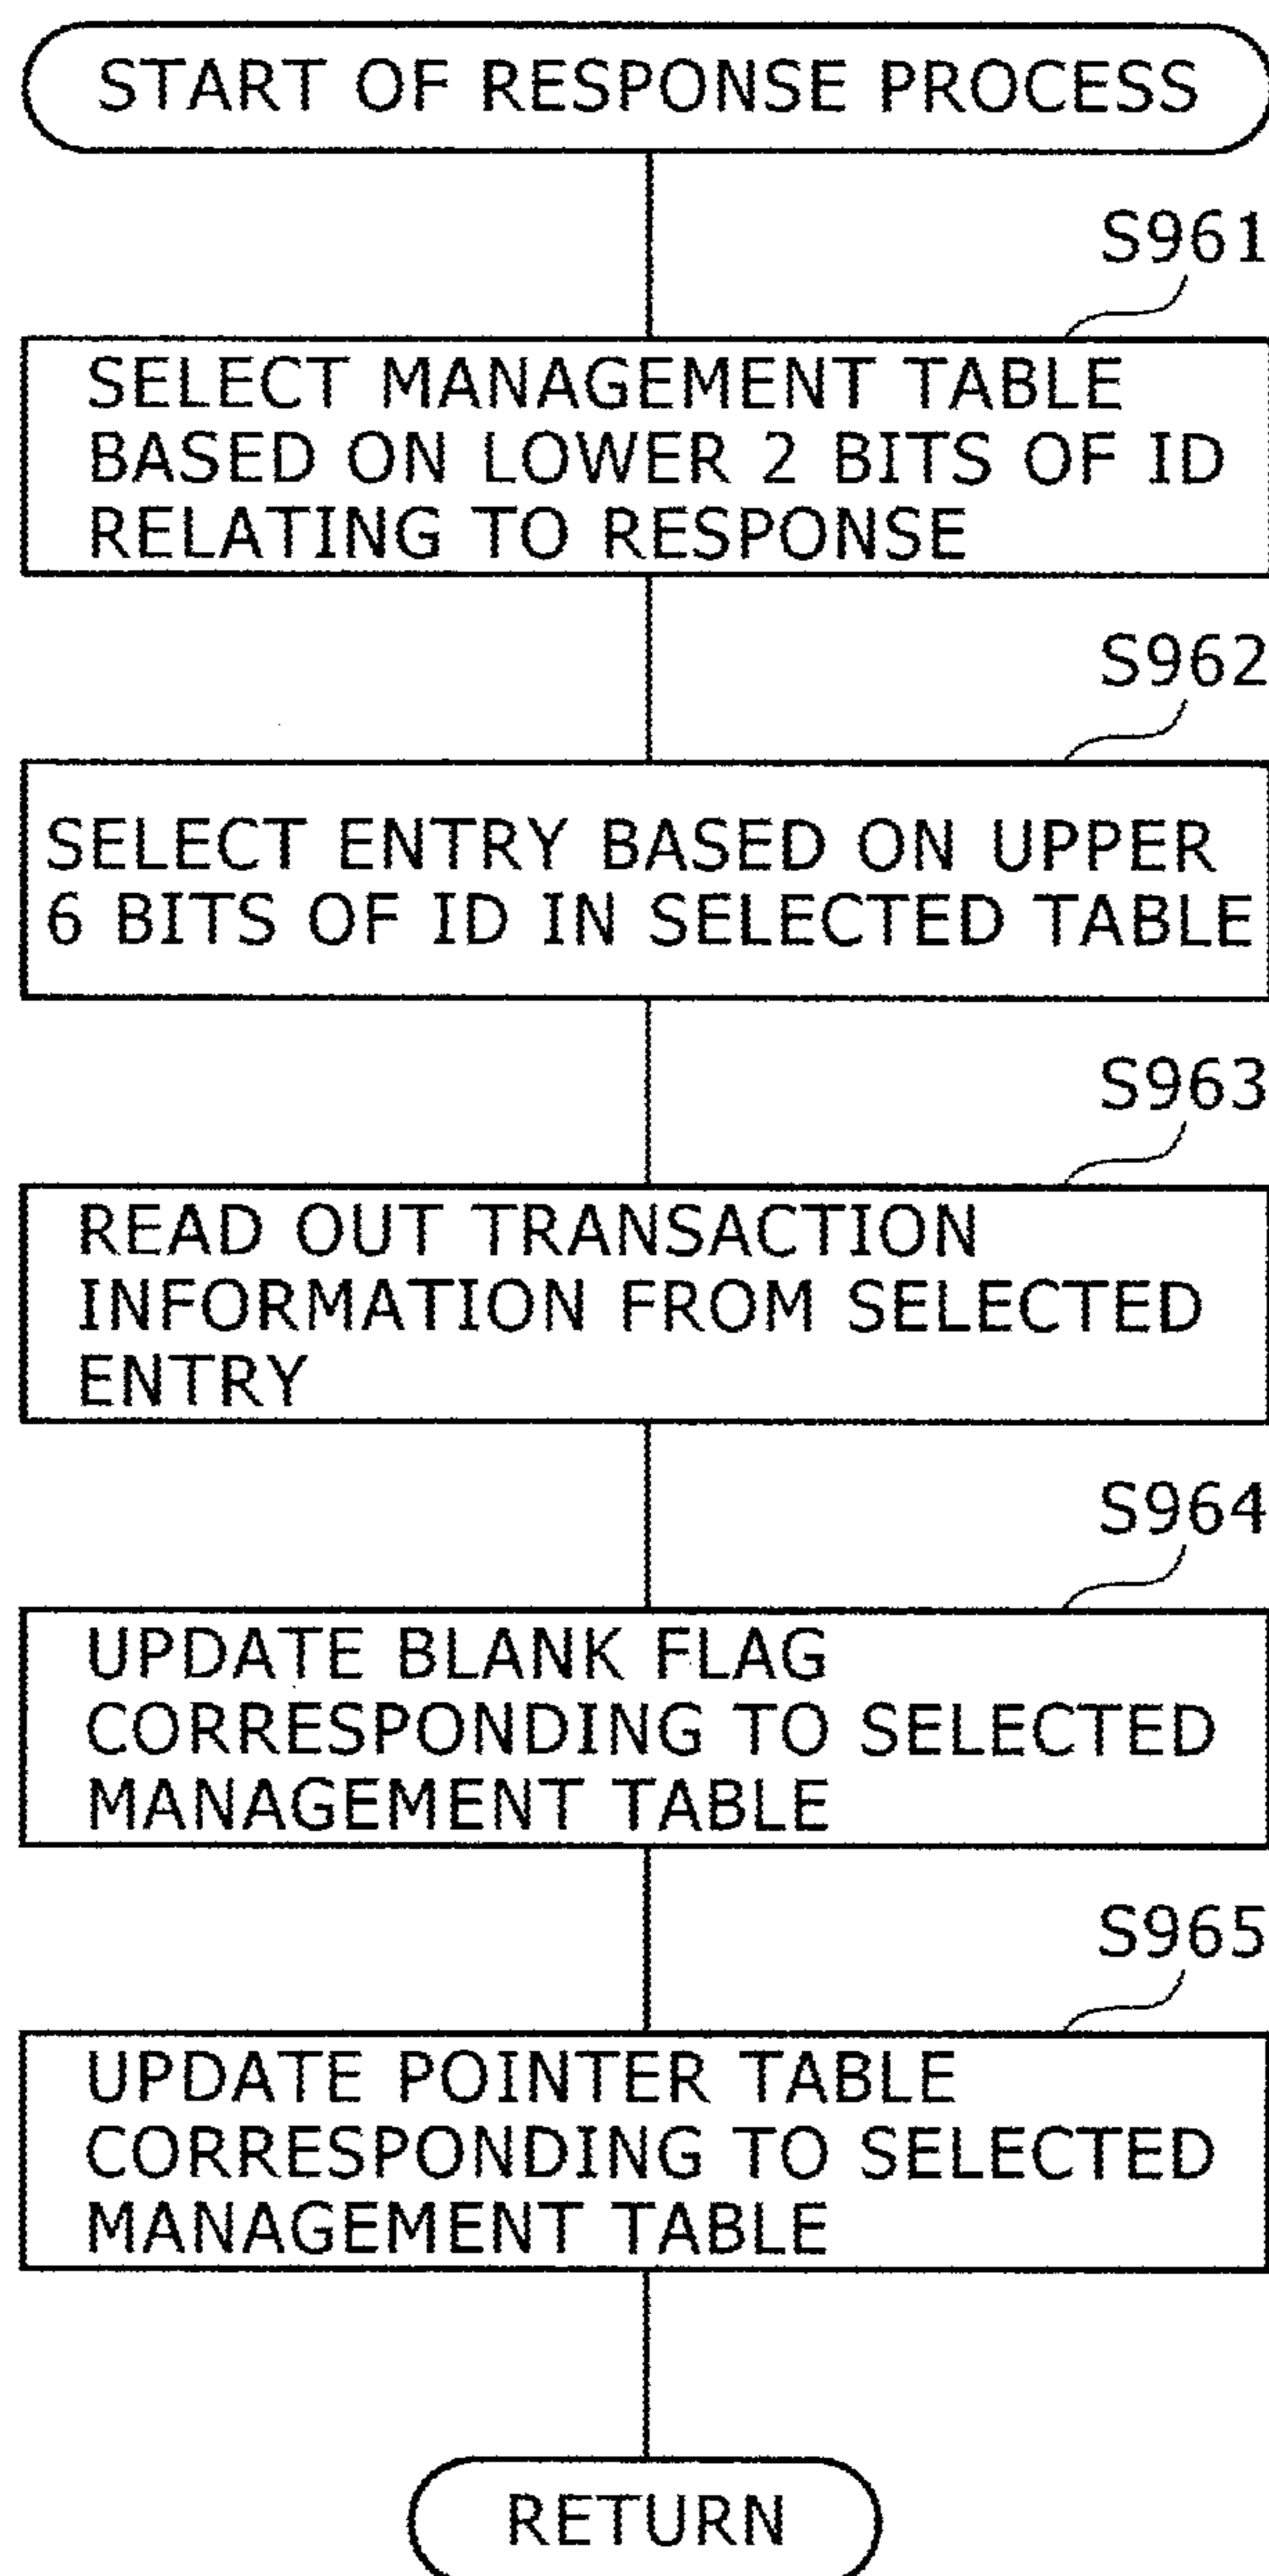 START OF RESPONSE PROCESS
S961
SELECT MANAGEMENT TABLE
BASED ON LOWER 2 BITS OF ID
RELATING TO RESPONSE
S962
SELECT ENTRY BASED ON UPPER
6 BITS OF ID IN SELECTED TABLE
S963
READ OUT TRANSACTION
INFORMATION FROM SELECTED
ENTRY
S964
UPDATE BLANK FLAG
CORRESPONDING TO SELECTED
MANAGEMENT TABLE
S965
UPDATE POINTER TABLE
CORRESPONDING TO SELECTED
MANAGEMENT TABLE
RETURN